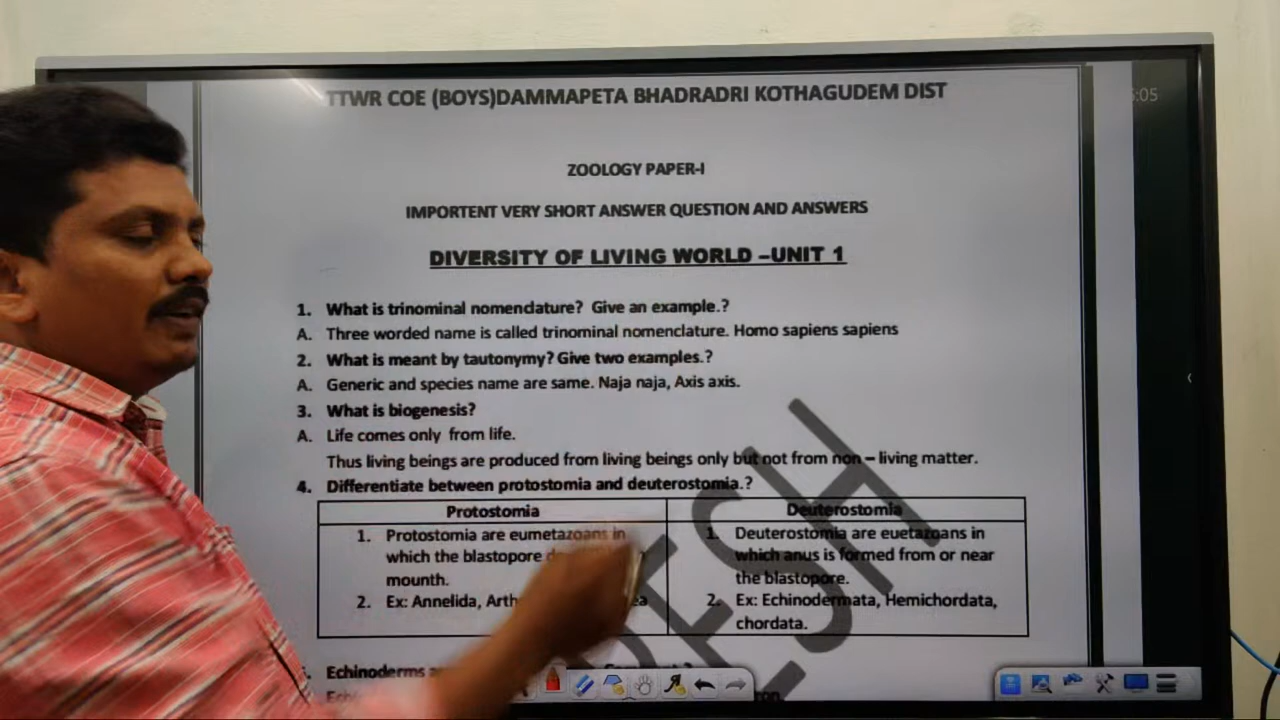 TTWR COE (BOYS)DAMMAPETA BHADRADRI KOTHAGUDEM DIST
:05
ZOOLOGY PAPER-I
IMPORTENT VERY SHORT ANSWER QUESTION AND ANSWERS
DIVERSITY OF LIVING WORLD –UNIT 1
1. What is trinominal nomenclature? Give an example.?
A. Three worded name is called trinominal nomenclature. Homo sapiens sapiens
2. What is meant by tautonymy? Give two examples.?
A. Generic and species name are same. Naja naja, Axis axis.
3. What is biogenesis?
A. Life comes only from life.
Thus living beings are produced from living beings only but not from non – living matter.
4. Differentiate between protostomia and deuterostomia.?
Protostomia
1. Protostomia are eumetazoans in
which the blastopore
mounth.
2. Ex: Annelida,
Deuterostomia
1. Deuterostomia are euetazoans in
which anus is formed from or near
the blastopore.
2. Ex: Echinodermata, Hemichordata,
chordata.
Echinoderms
ESH